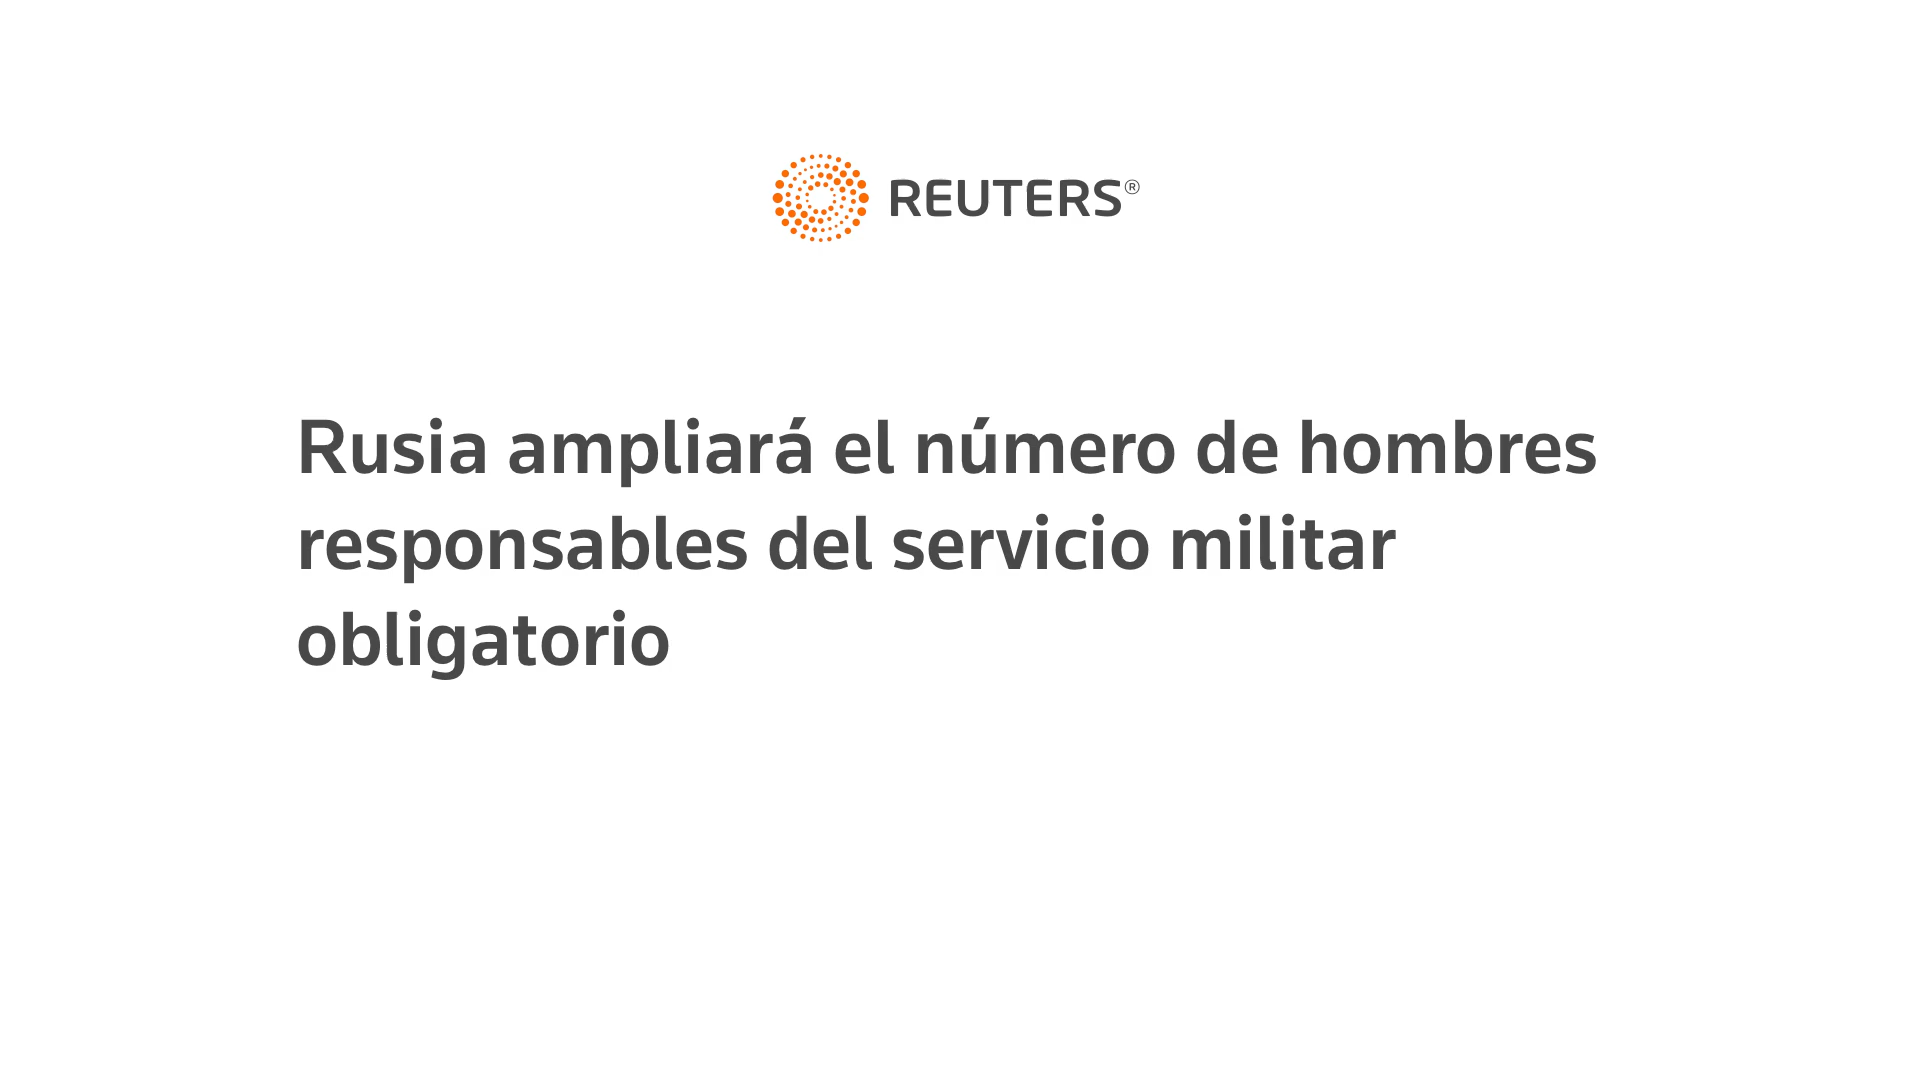 REUTERS®
Rusia ampliará el número de hombres
responsables del servicio militar
obligatorio